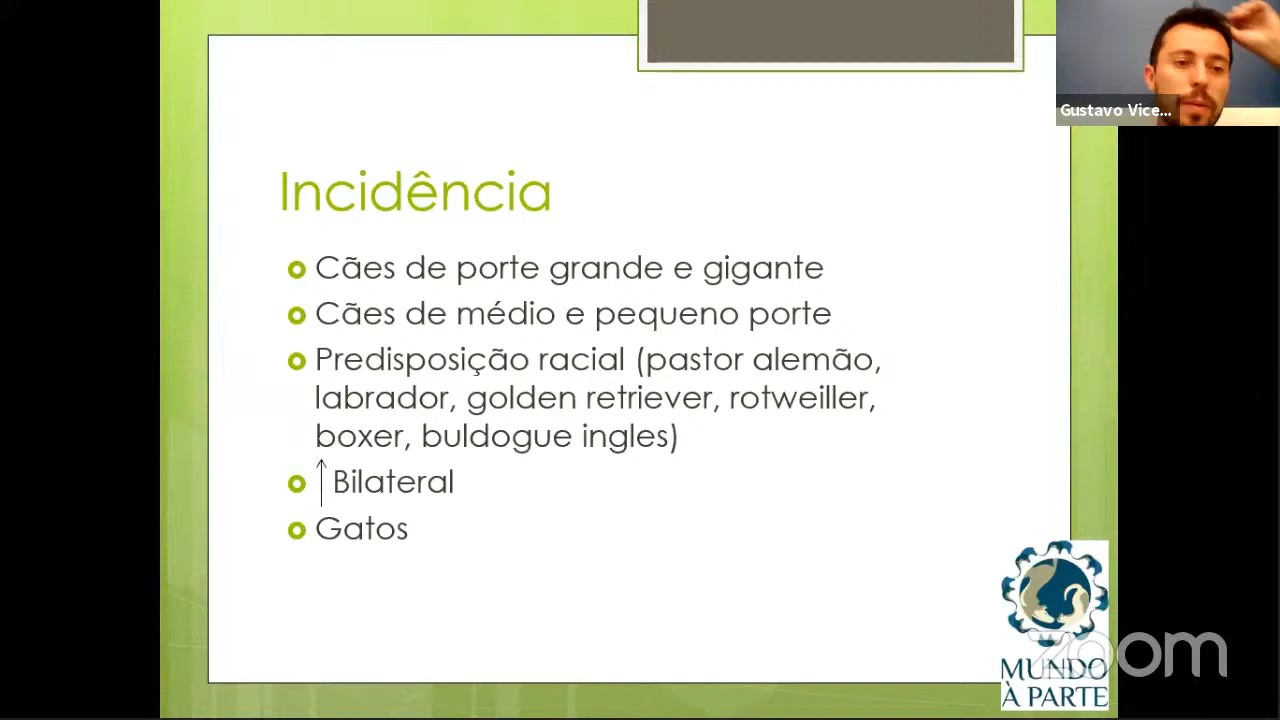 Gustavo Vice...
Incidência
Cães de porte grande e gigante
Cães de médio e pequeno porte
Predisposição racial (pastor alemão,
labrador, golden retriever, rotweiller,
boxer, buldogue ingles)
↑ Bilateral
Gatos
zoom
MUNDO
À PARTE